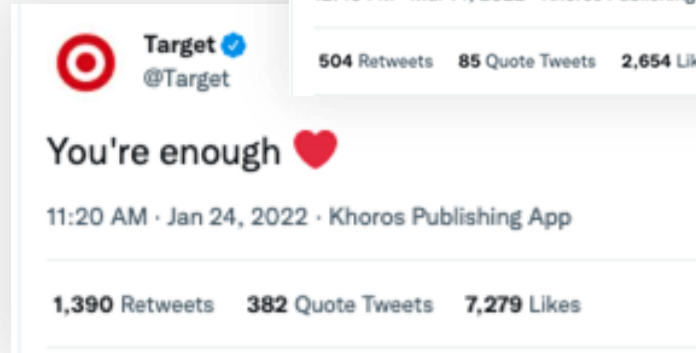 504 Retweets 85 Quote Tweets 2,654
Target
@Target
You're enough ❤️
11:20 AM · Jan 24, 2022 · Khoros Publishing App
1,390 Retweets 382 Quote Tweets 7,279 Likes